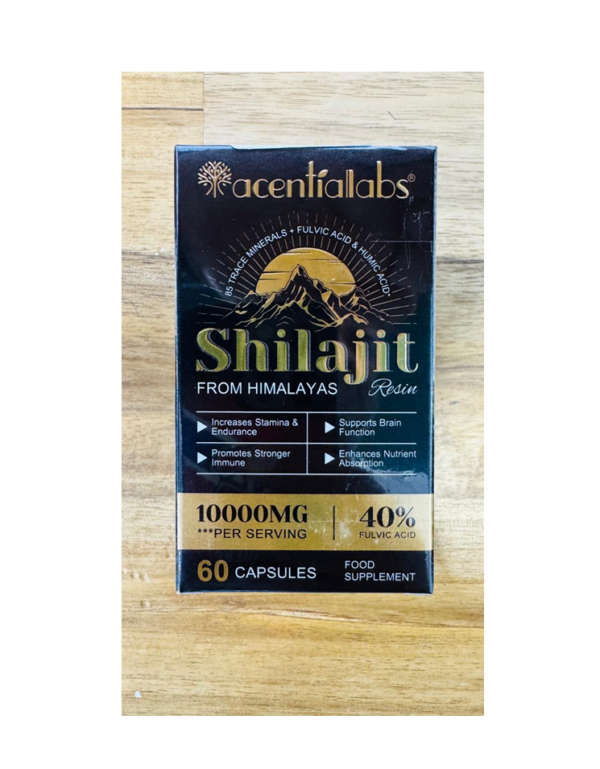 acentiallabs®
85 TRACE MINERALS + FULVIC ACID & HUMIC ACID*
Shilajit
FROM HIMALAYAS Resin
Increases Stamina &
Endurance
Supports Brain
Function
Promotes Stronger
Immune
Enhances Nutrient
Absorption
10000MG
***PER SERVING
40%
FULVIC ACID
60 CAPSULES
FOOD
SUPPLEMENT